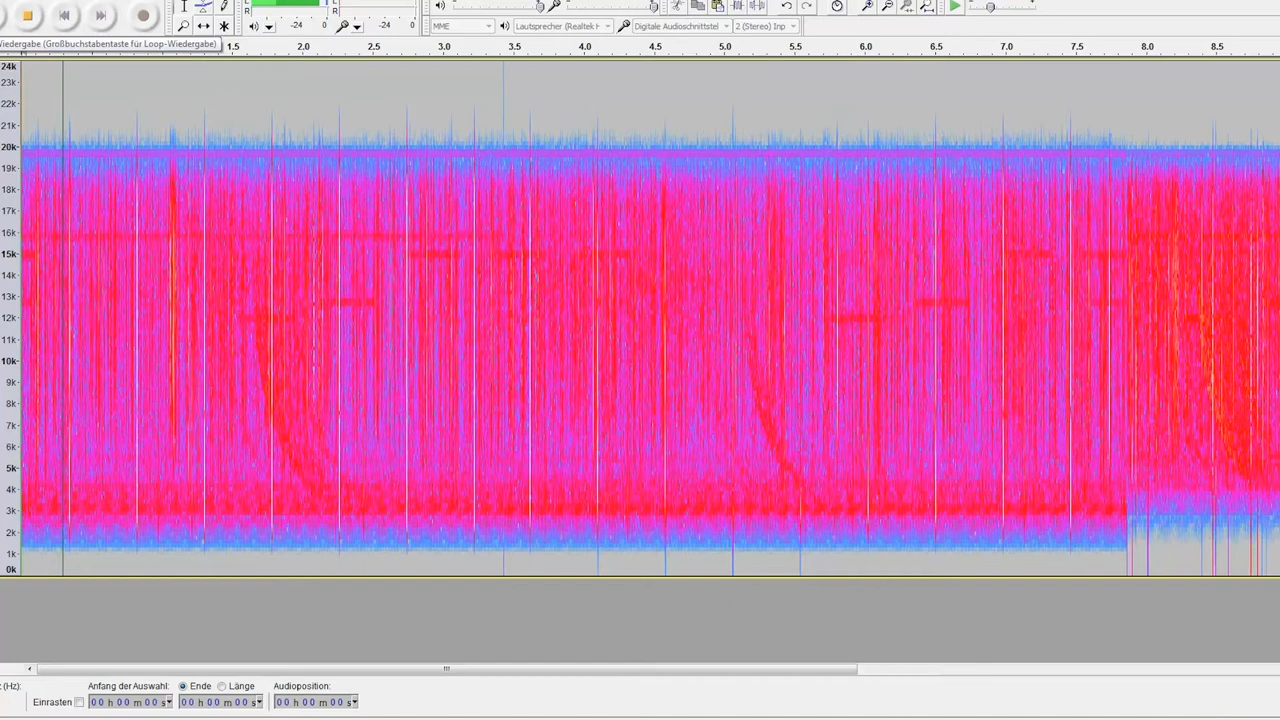 L R -24 0 R -24 0
MME Lautsprecher (Realtek Digitale Audioschnittstel 2 (Stereo) Inp
Wiedergabe (Großbuchstabentaste für Loop-Wiedergabe)
1.5 2.0 2.5 3.0 3.5 4.0 4.5 5.0 5.5 6.0 6.5 7.0 7.5 8.0 8.5
24k
23k
22k
21k
20k
19k
18k
17k
16k
15k
14k
13k
12k
11k
10k
9k
8k
7k
6k
5k
4k
3k
2k
1k
0k
(Hz): Anfang der Auswahl: Ende Länge Audioposition:
Einrasten 00 h 00 m 00 s 00 h 00 m 00 s 00 h 00 m 00 s